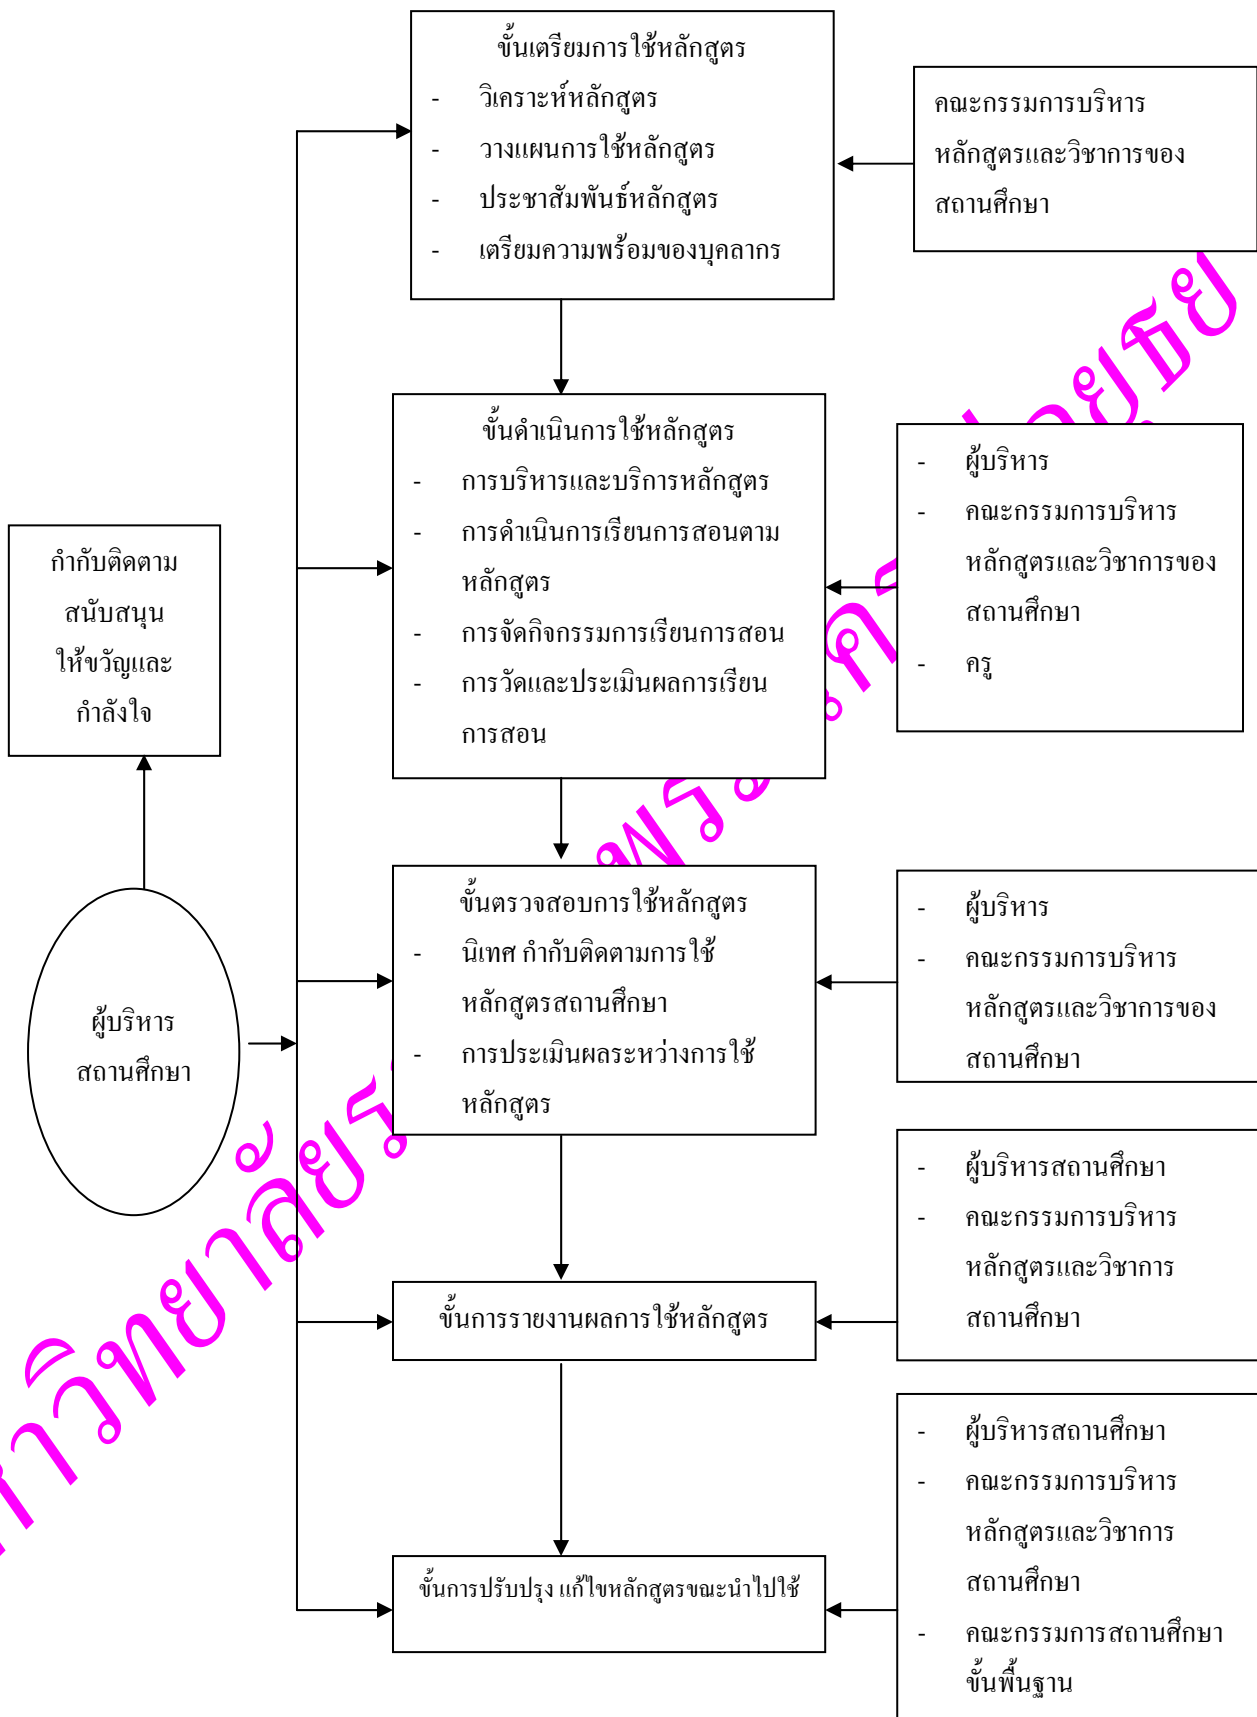 ขั้นเตรียมการใช้หลักสูตร
- วิเคราะห์หลักสูตร
- วางแผนการใช้หลักสูตร
- ประชาสัมพันธ์หลักสูตร
- เตรียมความพร้อมของบุคลากร
คณะกรรมการบริหาร
หลักสูตรและวิชาการของ
สถานศึกษา
ขั้นดำเนินการใช้หลักสูตร
- การบริหารและบริการหลักสูตร
- การดำเนินการเรียนการสอนตาม
หลักสูตร
- การจัดกิจกรรมการเรียนการสอน
- การวัดและประเมินผลการเรียน
การสอน
- ผู้บริหาร
- คณะกรรมการบริหาร
หลักสูตรและวิชาการของ
สถานศึกษา
- ครู
กำกับติดตาม
สนับสนุน
ให้ขวัญและ
กำลังใจ
ผู้บริหาร
สถานศึกษา
ขั้นตรวจสอบการใช้หลักสูตร
- นิเทศ กำกับติดตามการใช้
หลักสูตรสถานศึกษา
- การประเมินผลระหว่างการใช้
หลักสูตร
- ผู้บริหาร
- คณะกรรมการบริหาร
หลักสูตรและวิชาการของ
สถานศึกษา
ขั้นการรายงานผลการใช้หลักสูตร
- ผู้บริหารสถานศึกษา
- คณะกรรมการบริหาร
หลักสูตรและวิชาการ
สถานศึกษา
ขั้นการปรับปรุง แก้ไขหลักสูตรขณะนำไปใช้
- ผู้บริหารสถานศึกษา
- คณะกรรมการบริหาร
หลักสูตรและวิชาการ
สถานศึกษา
- คณะกรรมการสถานศึกษา
ขั้นพื้นฐาน